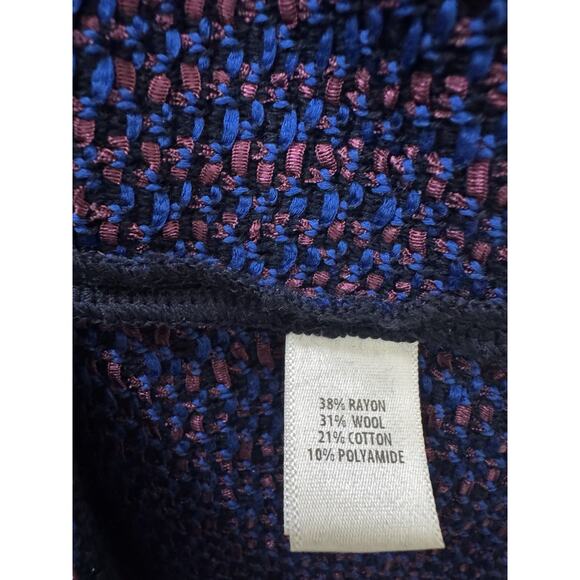 38% RAYON
31% WOOL
21% COTTON
10% POLYAMIDE